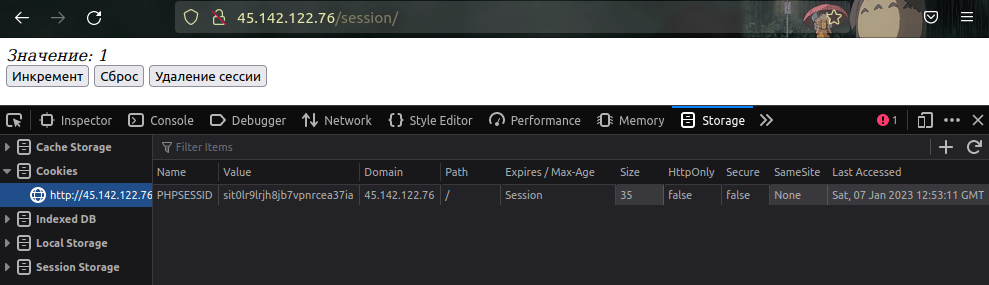 45.142.122.76/session/
Значение: 1
Инкремент Сброс Удаление сессии
Inspector Console Debugger Network Style Editor Performance Memory Storage 1
Cache Storage Filter Items
Cookies Name Value Domain Path Expires / Max-Age Size HttpOnly Secure SameSite Last Accessed
http://45.142.122.76 PHPSESSID sit0lr9lrjh8jb7vpnrcea37ia 45.142.122.76 / Session 35 false false None Sat, 07 Jan 2023 12:53:11 GMT
Indexed DB
Local Storage
Session Storage